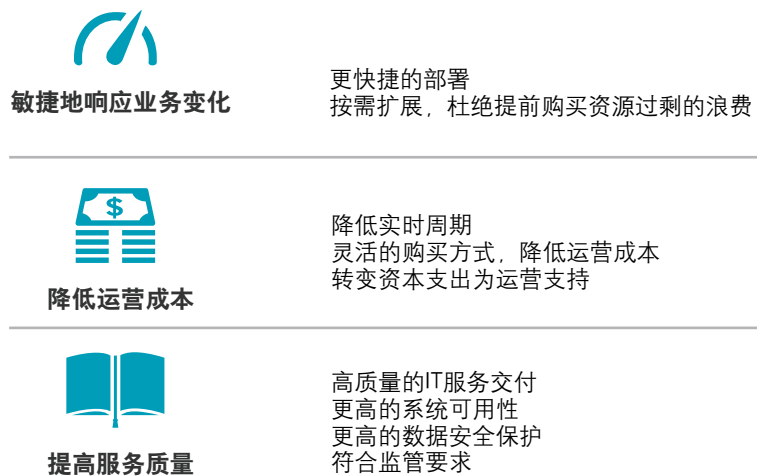 敏捷地响应业务变化
更快捷的部署
按需扩展，杜绝提前购买资源过剩的浪费
$
降低运营成本
降低实时周期
灵活的购买方式，降低运营成本
转变资本支出为运营支持
提高服务质量
高质量的IT服务交付
更高的系统可用性
更高的数据安全保护
符合监管要求